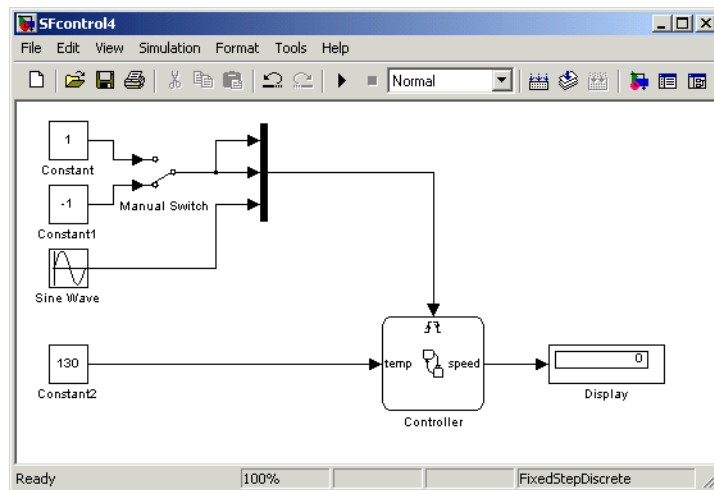 SFcontrol4
File Edit View Simulation Format Tools Help
Normal
1
Constant
-1
Manual Switch
Constant1
Sine Wave
130
Constant2
temp
speed
Controller
0
Display
Ready 100% FixedStepDiscrete